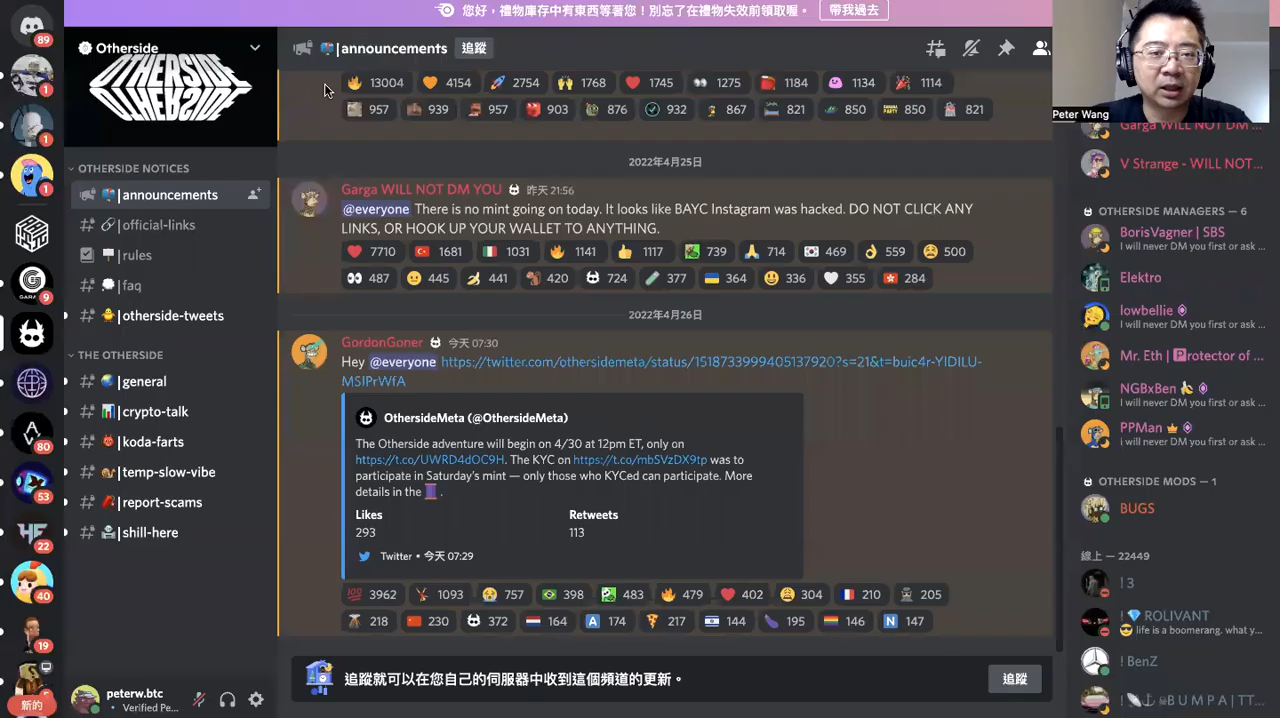 您好，禮物庫存中有東西等著您！別忘了在禮物失效前領取喔。 帶我過去
89
1
1
1
9
80
53
22
40
19
新的
Otherside
OTHERSIDE
OTHERSIDE NOTICES
announcements
official-links
rules
faq
otherside-tweets
THE OTHERSIDE
general
crypto-talk
koda-farts
temp-slow-vibe
report-scams
shill-here
peterw.btc
Verified Pe...
announcements 追蹤
13004 4154 2754 1768 1745 1275 1184 1134 1114
957 939 957 903 876 932 867 821 850 850 821
2022年4月25日
Garga WILL NOT DM YOU 昨天 21:56
@everyone There is no mint going on today. It looks like BAYC Instagram was hacked. DO NOT CLICK ANY
LINKS, OR HOOK UP YOUR WALLET TO ANYTHING.
7710 1681 1031 1141 1117 739 714 469 559 500
487 445 441 420 724 377 364 336 355 284
2022年4月26日
GordonGoner 今天 07:30
Hey @everyone https://twitter.com/othersidemeta/status/1518733999405137920?s=21&t=buic4r-YIDILU-
MSIPrWfA
OthersideMeta (@OthersideMeta)
The Otherside adventure will begin on 4/30 at 12pm ET, only on
https://t.co/UWRD4dOC9H. The KYC on https://t.co/mbSVzDX9tp was to
participate in Saturday's mint — only those who KYCed can participate. More
details in the 🧵 .
Likes Retweets
293 113
Twitter • 今天 07:29
3962 1093 757 398 483 479 402 304 210 205
218 230 372 164 174 217 144 195 146 147
追蹤就可以在您自己的伺服器中收到這個頻道的更新。 追蹤
Peter Wang
Garga WILL NOT DM ...
V Strange - WILL NOT...
OTHERSIDE MANAGERS — 6
BorisVagner | SBS
I will never DM you first or ask ...
Elektro
lowbellie
I will never DM you first or ask ...
Mr. Eth | 🅿rotector of ...
NGBxBen
I will never DM you first or ask ...
PPMan
i will never DM you first or ask ...
OTHERSIDE MODS — 1
BUGS
線上 — 22449
! 3
! 💎 ROLIVANT
😎 life is a boomerang. what y...
! BenZ
! B U M P A | TT...